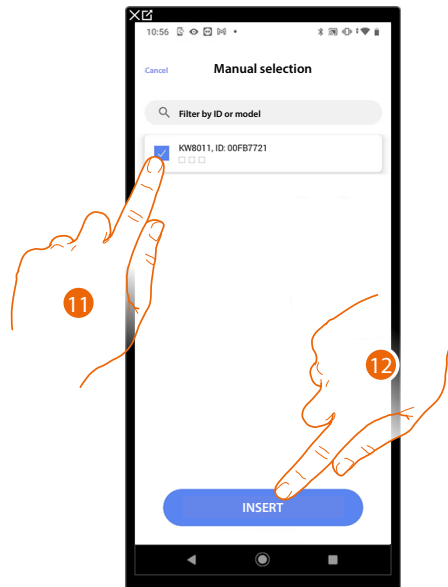 10:56
Cancel
Manual selection
Filter by ID or model
KW8011, ID: 00FB7721
11
12
INSERT